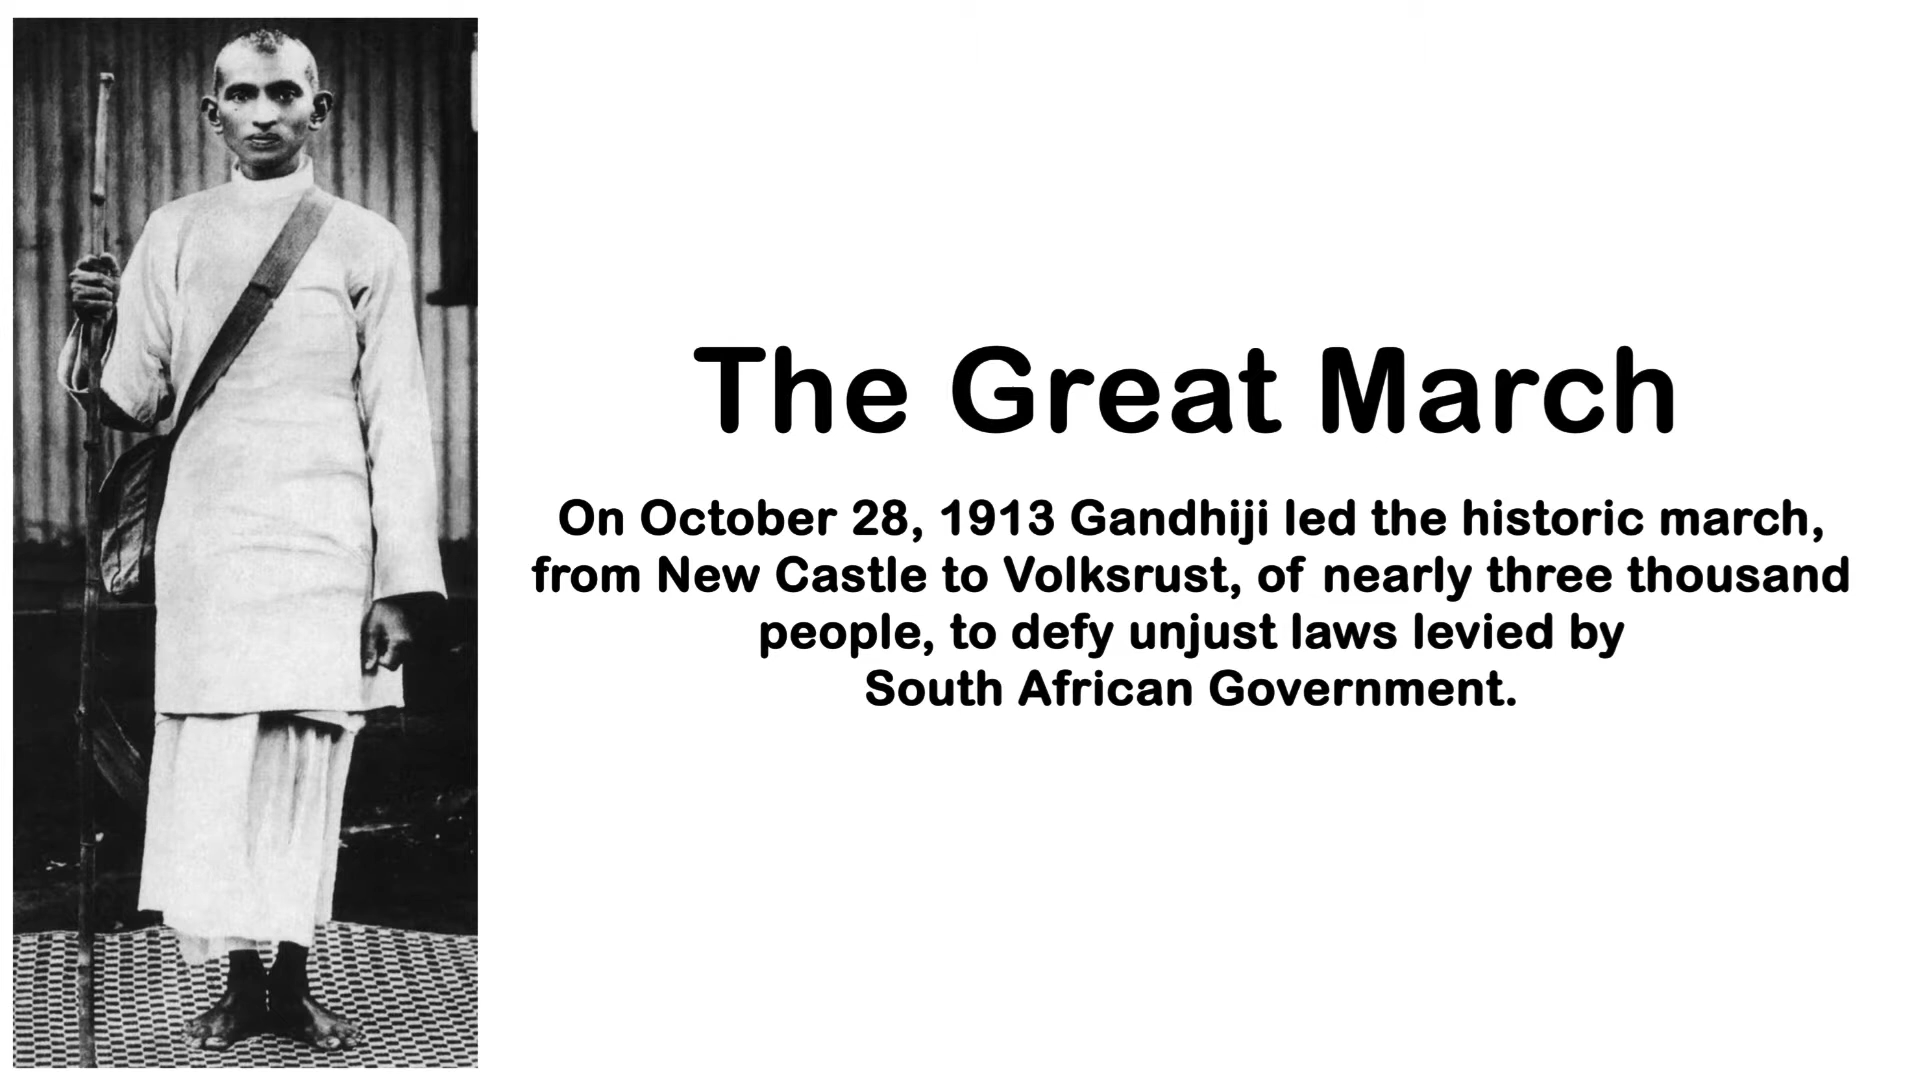 The Great March
On October 28, 1913 Gandhiji led the historic march,
from New Castle to Volksrust, of nearly three thousand
people, to defy unjust laws levied by
South African Government.